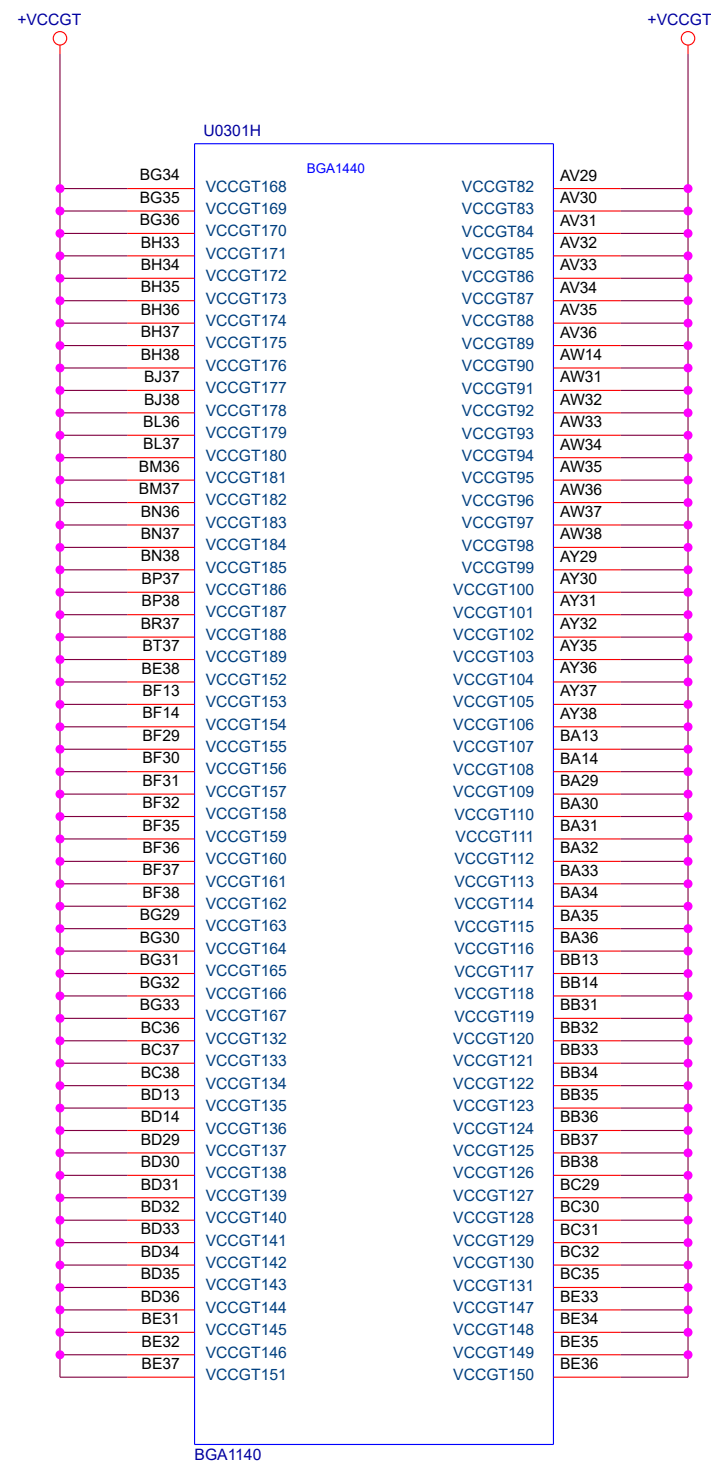 +VCCGT +VCCGT
U0301H
BGA1440
BG34 VCCGT168 VCCGT82 AV29
BG35 VCCGT169 VCCGT83 AV30
BG36 VCCGT170 VCCGT84 AV31
BH33 VCCGT171 VCCGT85 AV32
BH34 VCCGT172 VCCGT86 AV33
BH35 VCCGT173 VCCGT87 AV34
BH36 VCCGT174 VCCGT88 AV35
BH37 VCCGT175 VCCGT89 AV36
BH38 VCCGT176 VCCGT90 AW14
BJ37 VCCGT177 VCCGT91 AW31
BJ38 VCCGT178 VCCGT92 AW32
BL36 VCCGT179 VCCGT93 AW33
BL37 VCCGT180 VCCGT94 AW34
BM36 VCCGT181 VCCGT95 AW35
BM37 VCCGT182 VCCGT96 AW36
BN36 VCCGT183 VCCGT97 AW37
BN37 VCCGT184 VCCGT98 AW38
BN38 VCCGT185 VCCGT99 AY29
BP37 VCCGT186 VCCGT100 AY30
BP38 VCCGT187 VCCGT101 AY31
BR37 VCCGT188 VCCGT102 AY32
BT37 VCCGT189 VCCGT103 AY35
BE38 VCCGT152 VCCGT104 AY36
BF13 VCCGT153 VCCGT105 AY37
BF14 VCCGT154 VCCGT106 AY38
BF29 VCCGT155 VCCGT107 BA13
BF30 VCCGT156 VCCGT108 BA14
BF31 VCCGT157 VCCGT109 BA29
BF32 VCCGT158 VCCGT110 BA30
BF35 VCCGT159 VCCGT111 BA31
BF36 VCCGT160 VCCGT112 BA32
BF37 VCCGT161 VCCGT113 BA33
BF38 VCCGT162 VCCGT114 BA34
BG29 VCCGT163 VCCGT115 BA35
BG30 VCCGT164 VCCGT116 BA36
BG31 VCCGT165 VCCGT117 BB13
BG32 VCCGT166 VCCGT118 BB14
BG33 VCCGT167 VCCGT119 BB31
BC36 VCCGT132 VCCGT120 BB32
BC37 VCCGT133 VCCGT121 BB33
BC38 VCCGT134 VCCGT122 BB34
BD13 VCCGT135 VCCGT123 BB35
BD14 VCCGT136 VCCGT124 BB36
BD29 VCCGT137 VCCGT125 BB37
BD30 VCCGT138 VCCGT126 BB38
BD31 VCCGT139 VCCGT127 BC29
BD32 VCCGT140 VCCGT128 BC30
BD33 VCCGT141 VCCGT129 BC31
BD34 VCCGT142 VCCGT130 BC32
BD35 VCCGT143 VCCGT131 BC35
BD36 VCCGT144 VCCGT147 BE33
BE31 VCCGT145 VCCGT148 BE34
BE32 VCCGT146 VCCGT149 BE35
BE37 VCCGT151 VCCGT150 BE36
BGA1140